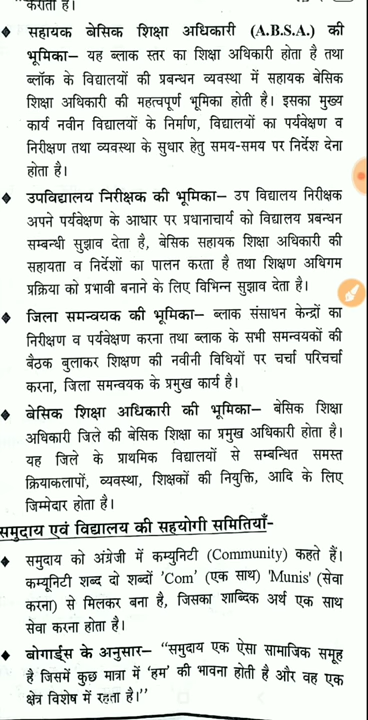 कराता है।
♦ सहायक बेसिक शिक्षा अधिकारी (A.B.S.A.) की
भूमिका– यह ब्लाक स्तर का शिक्षा अधिकारी होता है तथा
ब्लॉक के विद्यालयों की प्रबन्धन व्यवस्था में सहायक बेसिक
शिक्षा अधिकारी की महत्वपूर्ण भूमिका होती है। इसका मुख्य
कार्य नवीन विद्यालयों के निर्माण, विद्यालयों का पर्यवेक्षण व
निरीक्षण तथा व्यवस्था के सुधार हेतु समय-समय पर निर्देश देना
होता है।
♦ उपविद्यालय निरीक्षक की भूमिका– उप विद्यालय निरीक्षक
अपने पर्यवेक्षण के आधार पर प्रधानाचार्य को विद्यालय प्रबन्धन
सम्बन्धी सुझाव देता है, बेसिक सहायक शिक्षा अधिकारी की
सहायता व निर्देशों का पालन करता है तथा शिक्षण अधिगम
प्रक्रिया को प्रभावी बनाने के लिए विभिन्न सुझाव देता है।
♦ जिला समन्वयक की भूमिका– ब्लाक संसाधन केन्द्रों का
निरीक्षण व पर्यवेक्षण करना तथा ब्लाक के सभी समन्वयकों की
बैठक बुलाकर शिक्षण की नवीनी विधियों पर चर्चा परिचर्चा
करना, जिला समन्वयक के प्रमुख कार्य है।
♦ बेसिक शिक्षा अधिकारी की भूमिका– बेसिक शिक्षा
अधिकारी जिले की बेसिक शिक्षा का प्रमुख अधिकारी होता है।
यह जिले के प्राथमिक विद्यालयों से सम्बन्धित समस्त
क्रियाकलापों, व्यवस्था, शिक्षकों की नियुक्ति, आदि के लिए
जिम्मेदार होता है।
समुदाय एवं विद्यालय की सहयोगी समितियाँ-
♦ समुदाय को अंग्रेजी में कम्युनिटी (Community) कहते हैं।
कम्यूनिटी शब्द दो शब्दों 'Com' (एक साथ) 'Munis' (सेवा
करना) से मिलकर बना है, जिसका शाब्दिक अर्थ एक साथ
सेवा करना होता है।
♦ बोगार्ड्स के अनुसार– “समुदाय एक ऐसा सामाजिक समूह
है जिसमें कुछ मात्रा में 'हम' की भावना होती है और वह एक
क्षेत्र विशेष में रहता है।”